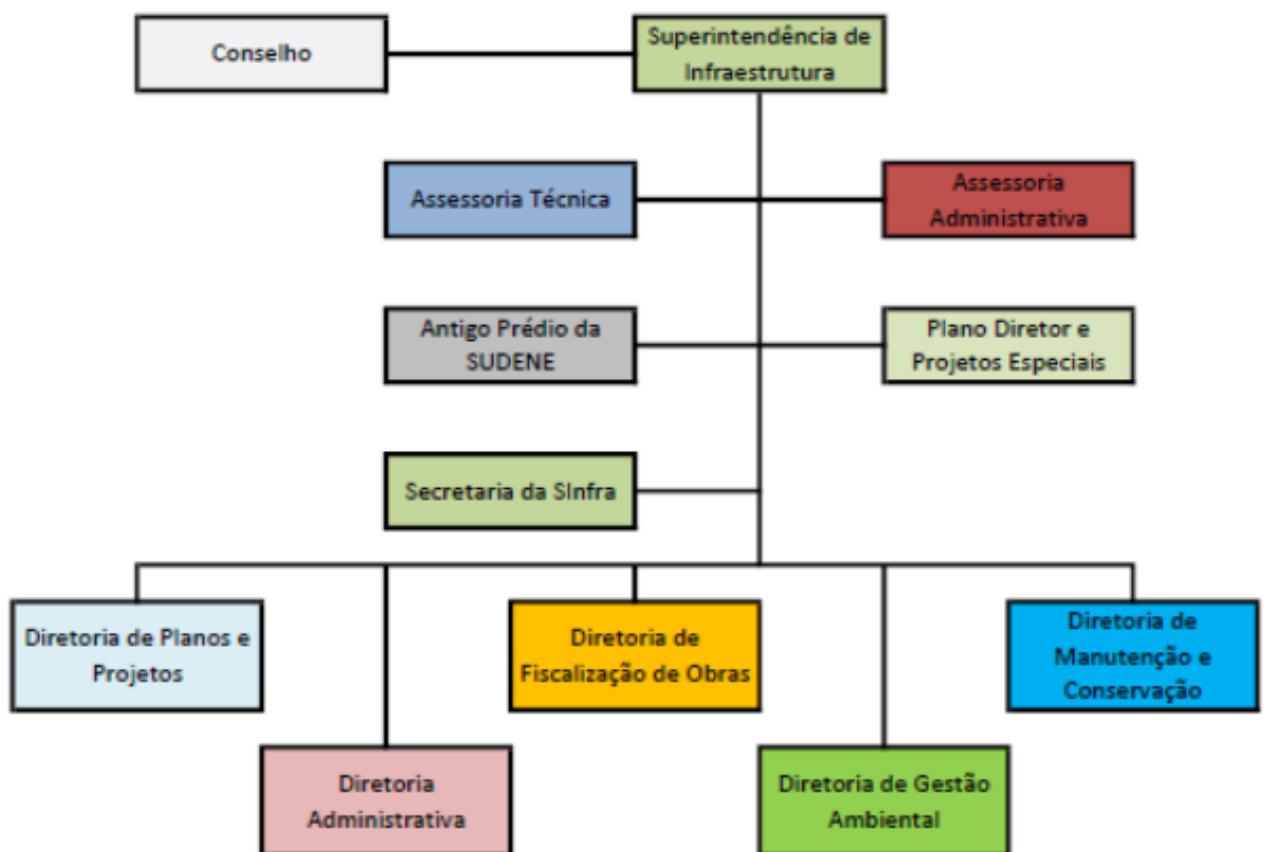 Conselho
Superintendência de
Infraestrutura
Assessoria Técnica
Assessoria
Administrativa
Antigo Prédio da
SUDENE
Plano Diretor e
Projetos Especiais
Secretaria da SInfra
Diretoria de Planos e
Projetos
Diretoria de
Fiscalização de Obras
Diretoria de
Manutenção e
Conservação
Diretoria
Administrativa
Diretoria de Gestão
Ambiental